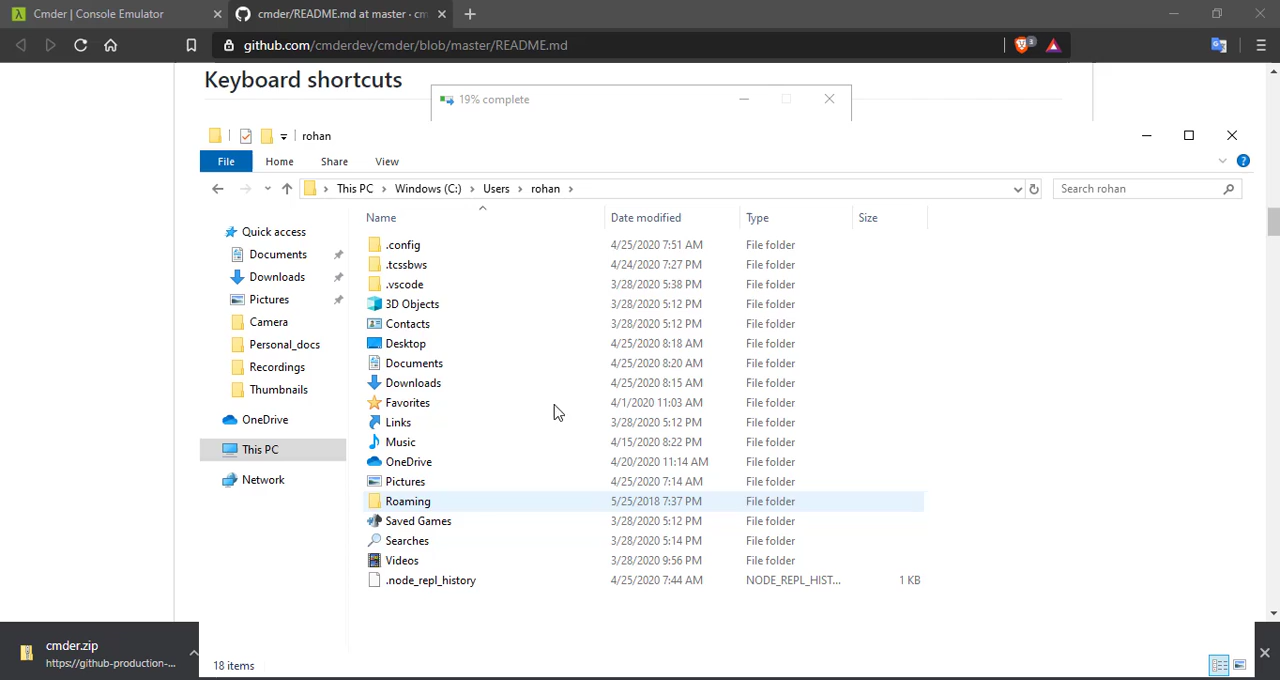 Cmder | Console Emulator
cmder/README.md at master · cm
github.com/cmderdev/cmder/blob/master/README.md
3
Keyboard shortcuts
19% complete
rohan
File Home Share View
This PC > Windows (C:) > Users > rohan >
Search rohan
Name Date modified Type Size
Quick access
Documents
Downloads
Pictures
Camera
Personal_docs
Recordings
Thumbnails
OneDrive
This PC
Network
.config 4/25/2020 7:51 AM File folder
.tcssbws 4/24/2020 7:27 PM File folder
.vscode 3/28/2020 5:38 PM File folder
3D Objects 3/28/2020 5:12 PM File folder
Contacts 3/28/2020 5:12 PM File folder
Desktop 4/25/2020 8:18 AM File folder
Documents 4/25/2020 8:20 AM File folder
Downloads 4/25/2020 8:15 AM File folder
Favorites 4/1/2020 11:03 AM File folder
Links 3/28/2020 5:12 PM File folder
Music 4/15/2020 8:22 PM File folder
OneDrive 4/20/2020 11:14 AM File folder
Pictures 4/25/2020 7:14 AM File folder
Roaming 5/25/2018 7:37 PM File folder
Saved Games 3/28/2020 5:12 PM File folder
Searches 3/28/2020 5:14 PM File folder
Videos 3/28/2020 9:56 PM File folder
.node_repl_history 4/25/2020 7:44 AM NODE_REPL_HIST... 1 KB
cmder.zip
https://github-production-...
18 items